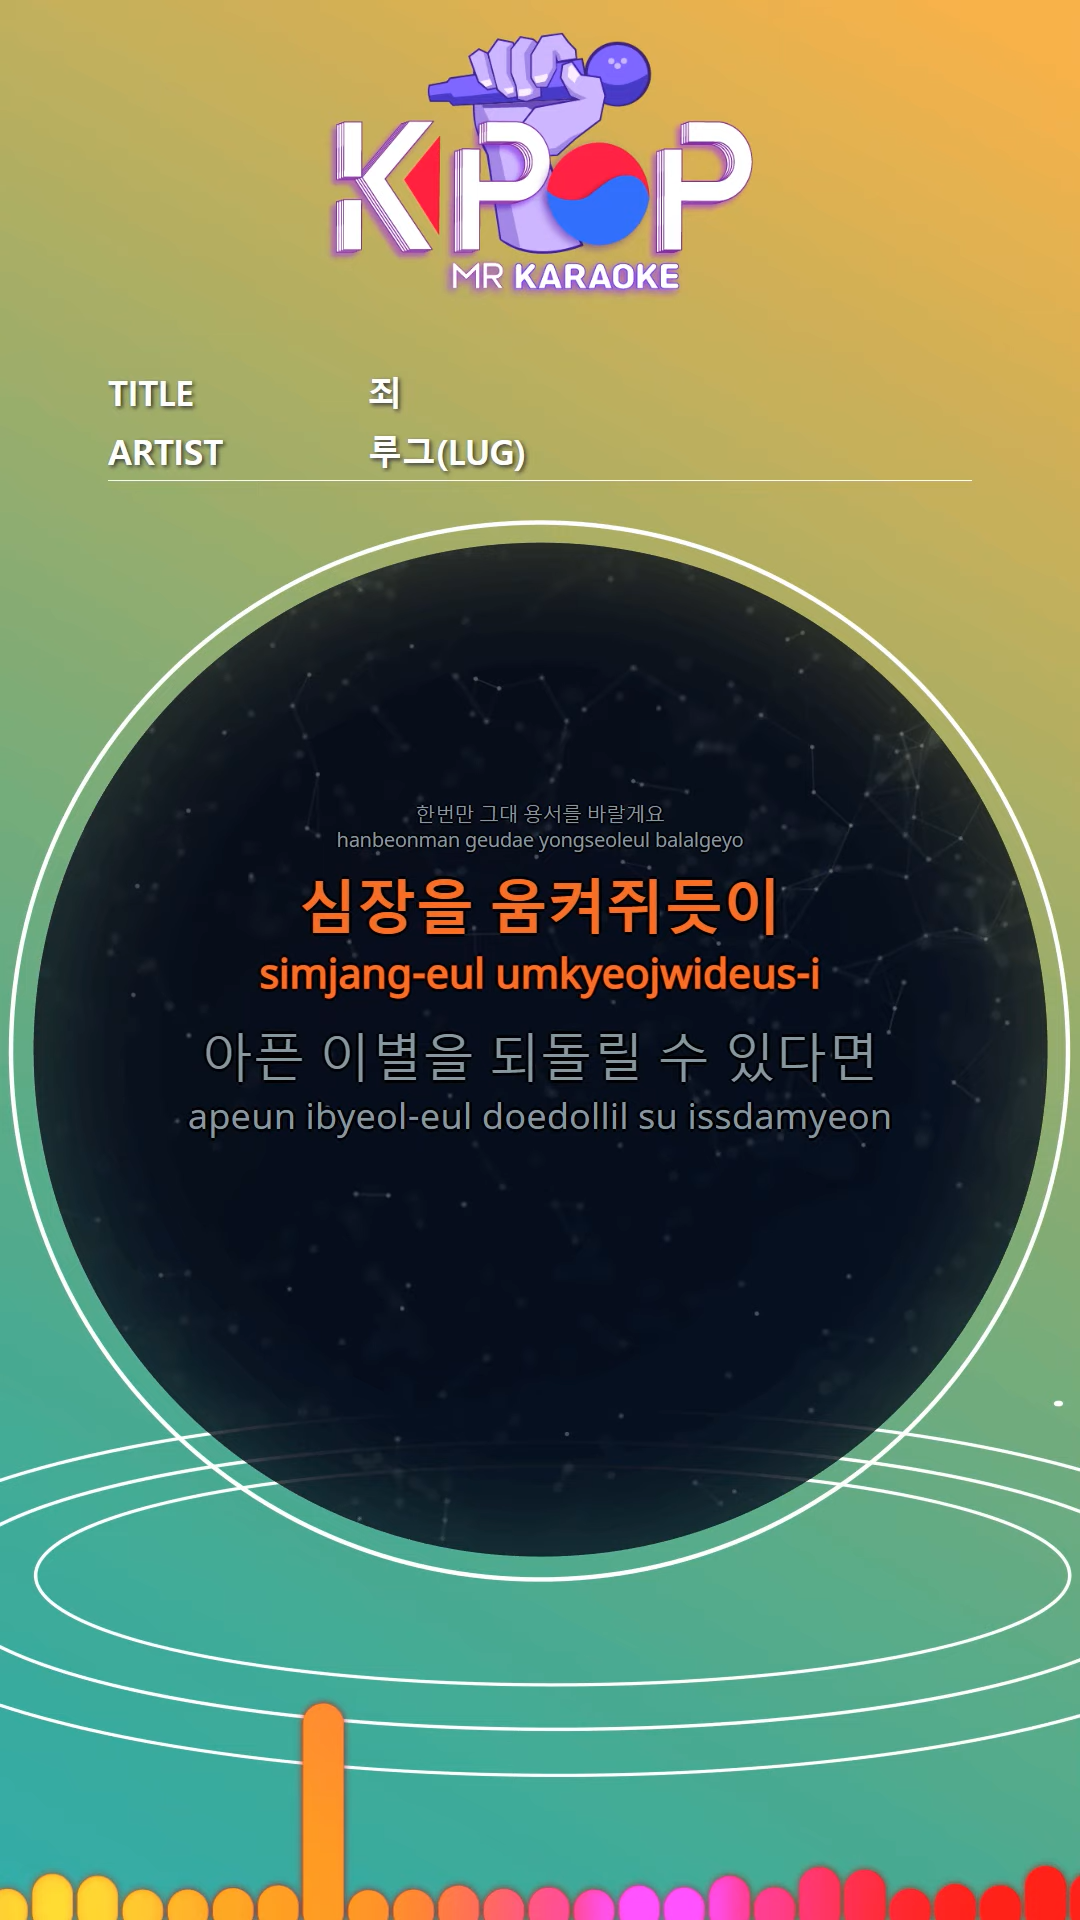 KPOP
MR KARAOKE
TITLE 죄
ARTIST 루그(LUG)
한번만 그대 용서를 바랄게요
hanbeonman geudae yongseoleul balalgeyo
심장을 움켜쥐듯이
simjang-eul umkyeojwideus-i
아픈 이별을 되돌릴 수 있다면
apeun ibyeol-eul doedollil su issdamyeon